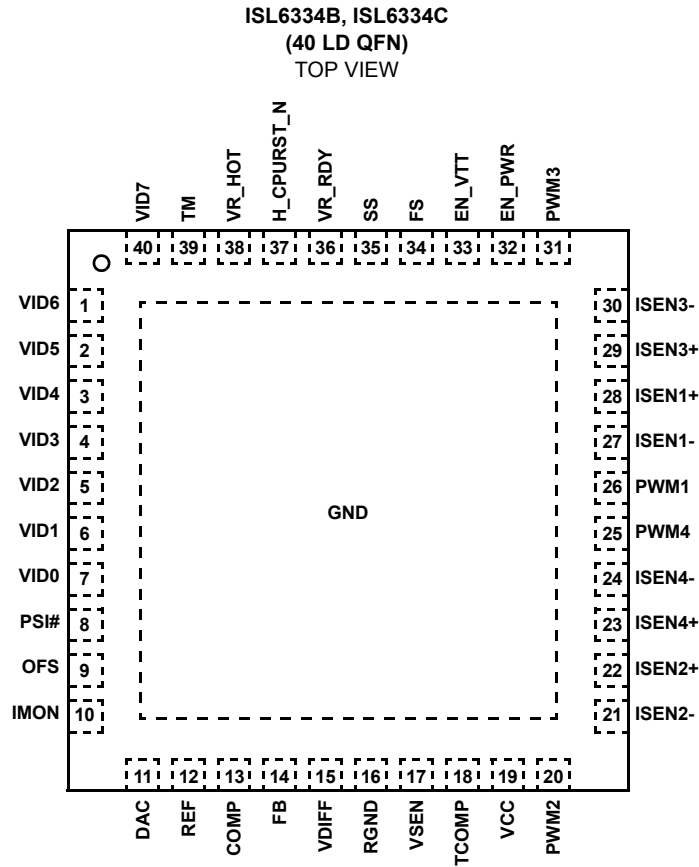 ISL6334B, ISL6334C
(40 LD QFN)
TOP VIEW
VID7
TM
VR_HOT
H_CPURST_N
VR_RDY
SS
FS
EN_VTT
EN_PWR
PWM3
40 39 38 37 36 35 34 33 32 31
VID6 1
VID5 2
VID4 3
VID3 4
VID2 5
VID1 6
VID0 7
PSI# 8
OFS 9
IMON 10
GND
30 ISEN3-
29 ISEN3+
28 ISEN1+
27 ISEN1-
26 PWM1
25 PWM4
24 ISEN4-
23 ISEN4+
22 ISEN2+
21 ISEN2-
11 12 13 14 15 16 17 18 19 20
DAC
REF
COMP
FB
VDIFF
RGND
VSEN
TCOMP
VCC
PWM2